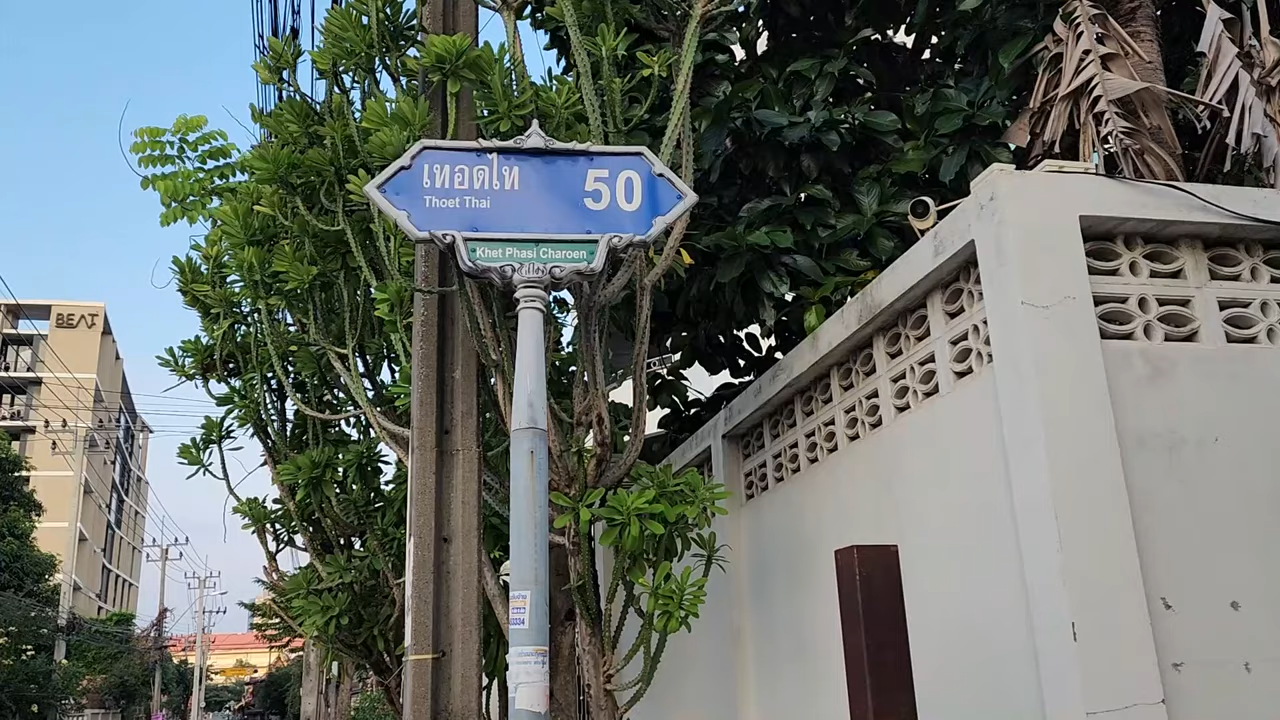 เทอดไท
Thoet Thai
50
Khet Phasi Charoen
BEAT.